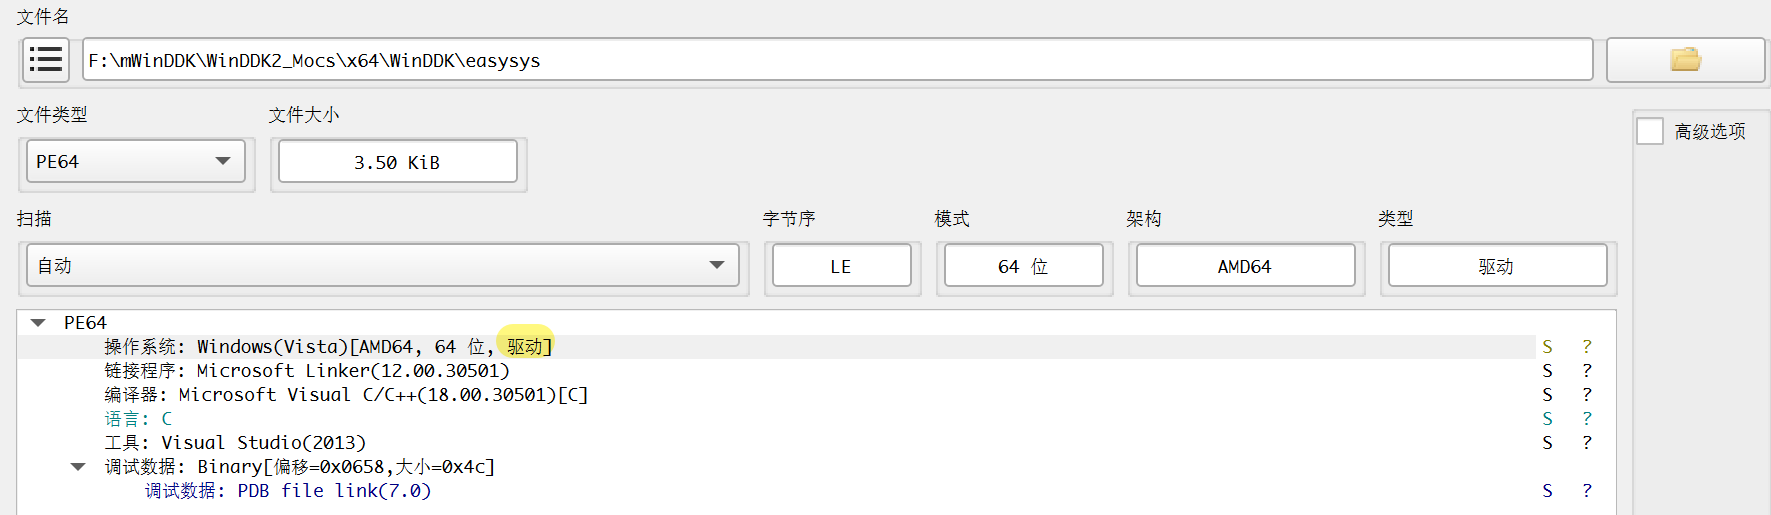 文件名
F:\mWinDDK\WinDDK2_Mocs\x64\WinDDK\easysys
文件类型 文件大小
高级选项
PE64 3.50 KiB
扫描 字节序 模式 架构 类型
自动 LE 64 位 AMD64 驱动
PE64
操作系统: Windows(Vista)[AMD64, 64 位, 驱动] S ?
链接程序: Microsoft Linker(12.00.30501) S ?
编译器: Microsoft Visual C/C++(18.00.30501)[C] S ?
语言: C S ?
工具: Visual Studio(2013) S ?
调试数据: Binary[偏移=0x0658,大小=0x4c]
调试数据: PDB file link(7.0) S ?